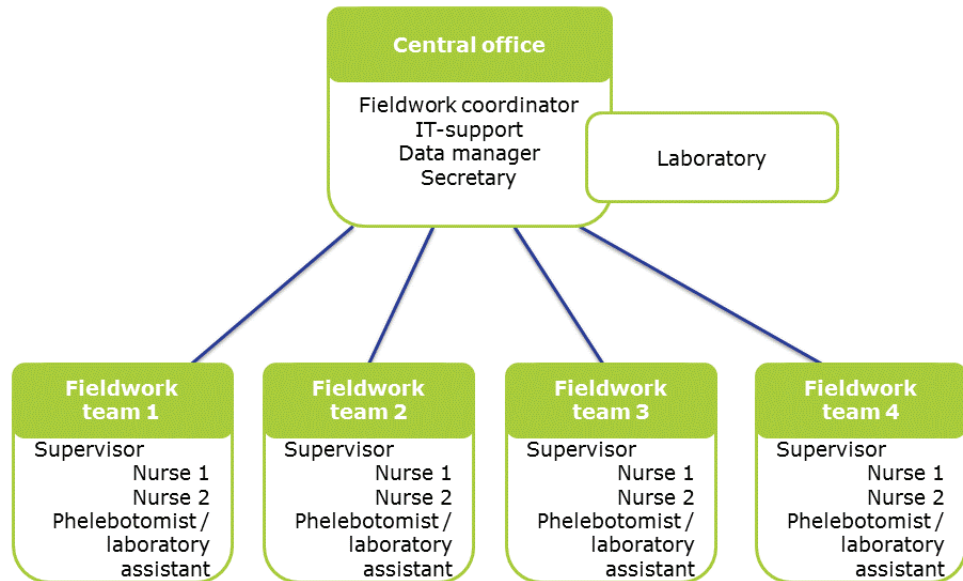 Central office
Fieldwork coordinator
IT-support
Data manager
Secretary
Laboratory
Fieldwork
team 1
Supervisor
Nurse 1
Nurse 2
Phelebotomist /
laboratory
assistant
Fieldwork
team 2
Supervisor
Nurse 1
Nurse 2
Phelebotomist /
laboratory
assistant
Fieldwork
team 3
Supervisor
Nurse 1
Nurse 2
Phelebotomist /
laboratory
assistant
Fieldwork
team 4
Supervisor
Nurse 1
Nurse 2
Phelebotomist /
laboratory
assistant